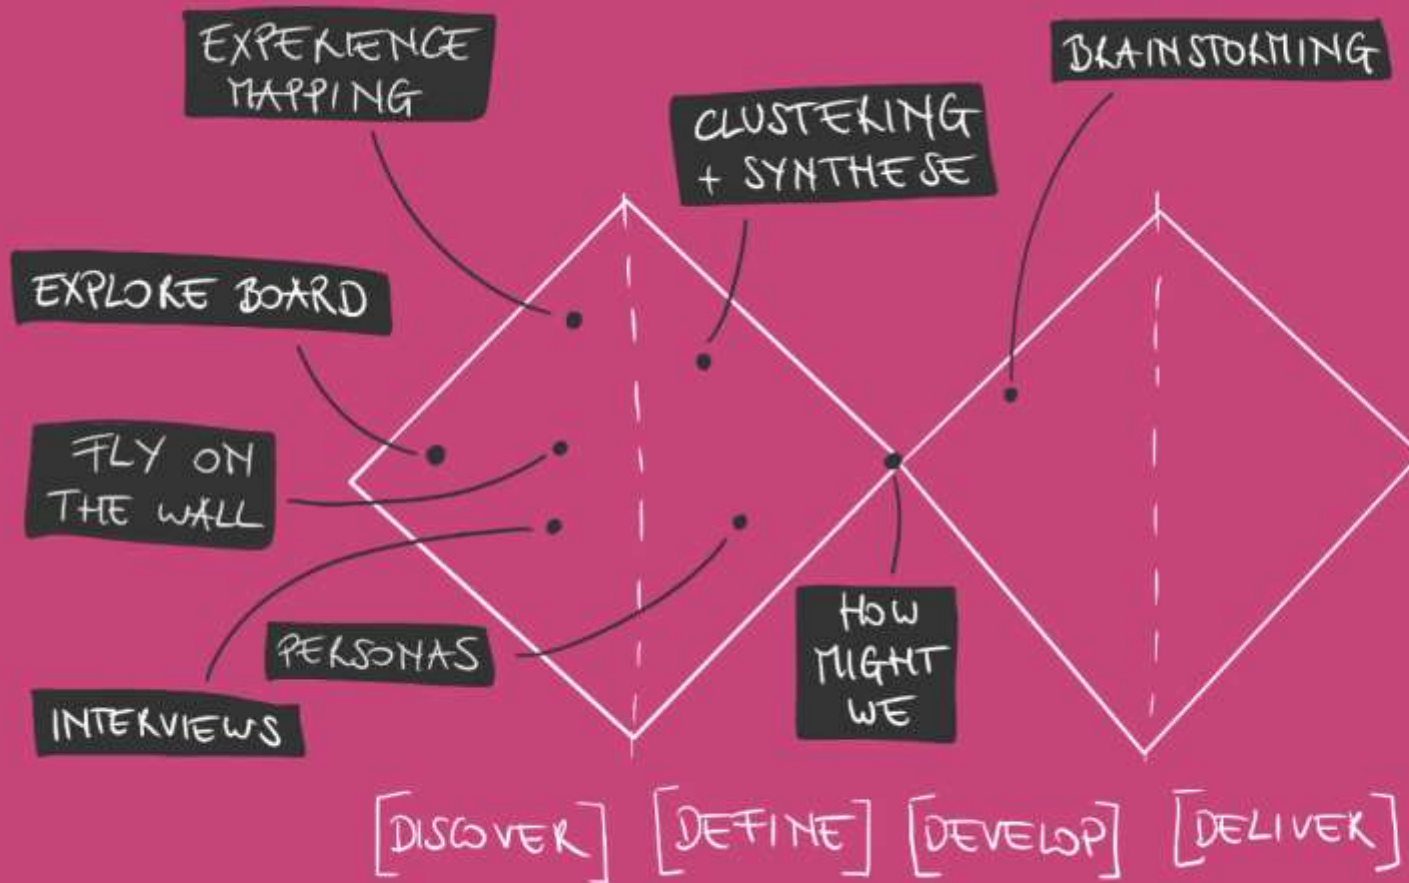 EXPERIENCE
MAPPING
BRAINSTORMING
CLUSTERING
+ SYNTHESE
EXPLORE BOARD
FLY ON
THE WALL
PERSONAS
HOW
MIGHT
WE
INTERVIEWS
[DISCOVER] [DEFINE] [DEVELOP] [DELIVER]